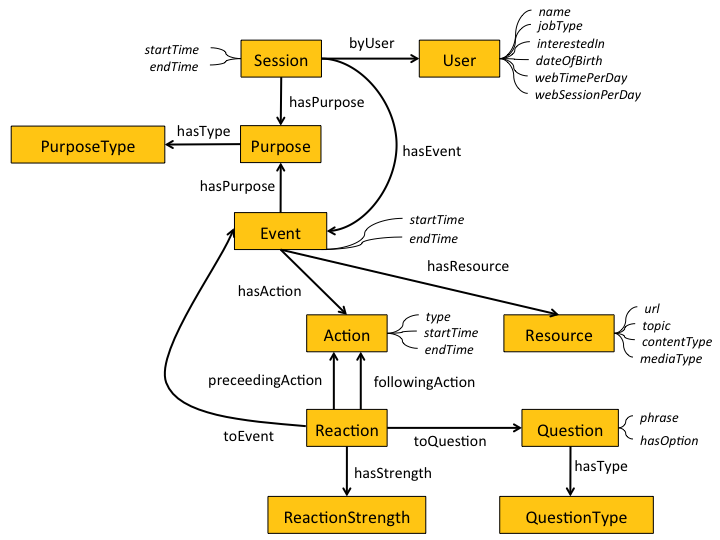 name
jobType
startTime
byUser
interestedIn
Session
User
dateOfBirth
endTime
webTimePerDay
webSessionPerDay
hasPurpose
hasType
PurposeType
Purpose
hasEvent
hasPurpose
startTime
Event
endTime
hasResource
hasAction
url
type
topic
Action
startTime
Resource
contentType
endTime
mediaType
preceedingAction
followingAction
phrase
Reaction
Question
toEvent
toQuestion
hasOption
hasStrength
hasType
ReactionStrength
QuestionType